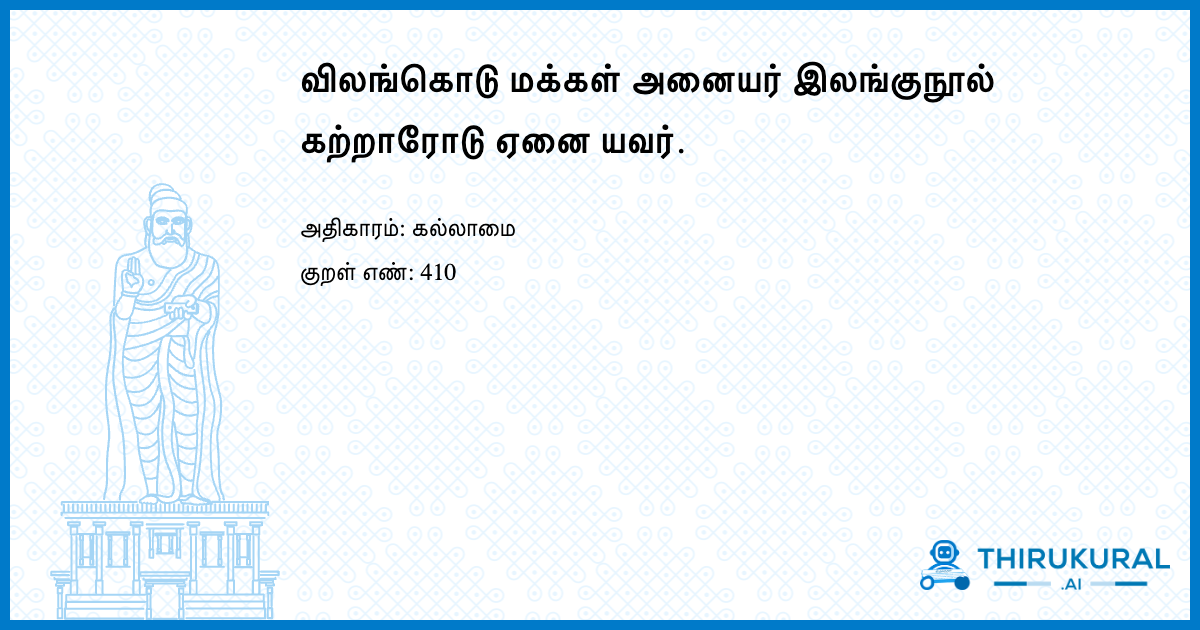 விலங்கொடு மக்கள் அனையர் இலங்குநூல்
கற்றாரோடு ஏனை யவர்.
அதிகாரம்: கல்லாமை
குறள் எண்: 410
THIRUKURAL
.AI